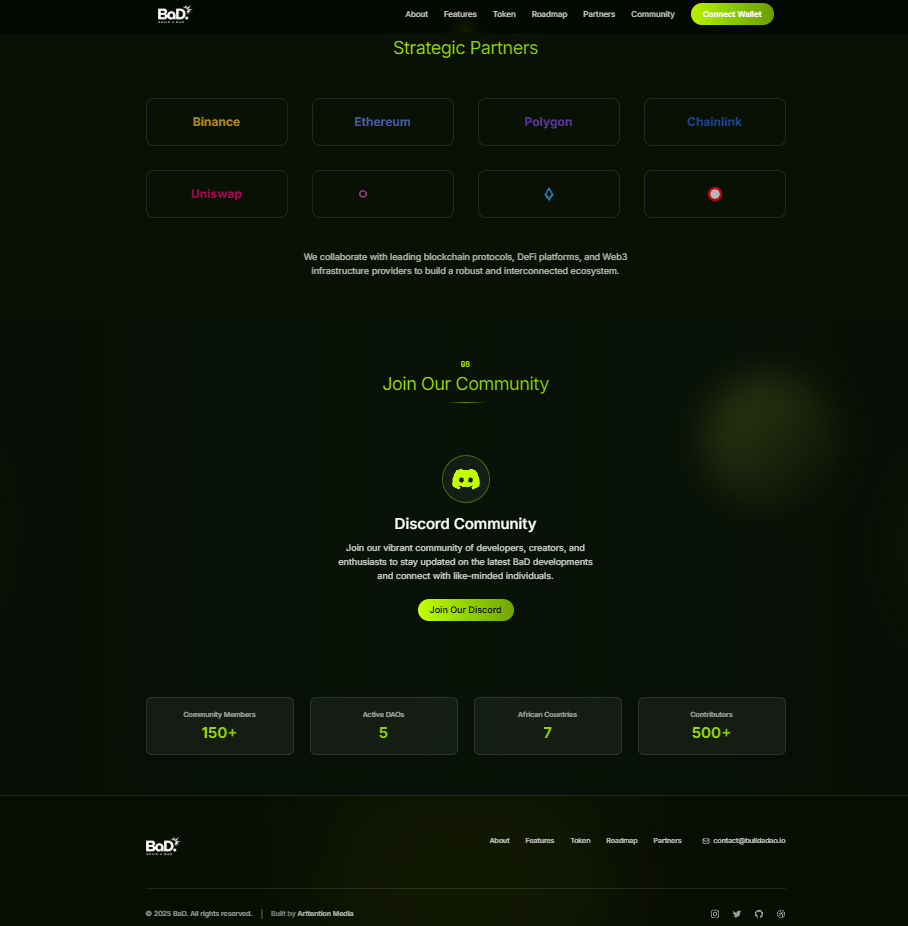 BaD.
BUILD A DAO
About Features Token Roadmap Partners Community Connect Wallet
Strategic Partners
Binance Ethereum Polygon Chainlink
Uniswap
We collaborate with leading blockchain protocols, DeFi platforms, and Web3
infrastructure providers to build a robust and interconnected ecosystem.
06
Join Our Community
Discord Community
Join our vibrant community of developers, creators, and
enthusiasts to stay updated on the latest BaD developments
and connect with like-minded individuals.
Join Our Discord
Community Members Active DAOs African Countries Contributors
150+ 5 7 500+
BaD.
BUILD A DAO
About Features Token Roadmap Partners contact@buildadao.io
© 2025 BaD. All rights reserved. | Built by Arttention Media